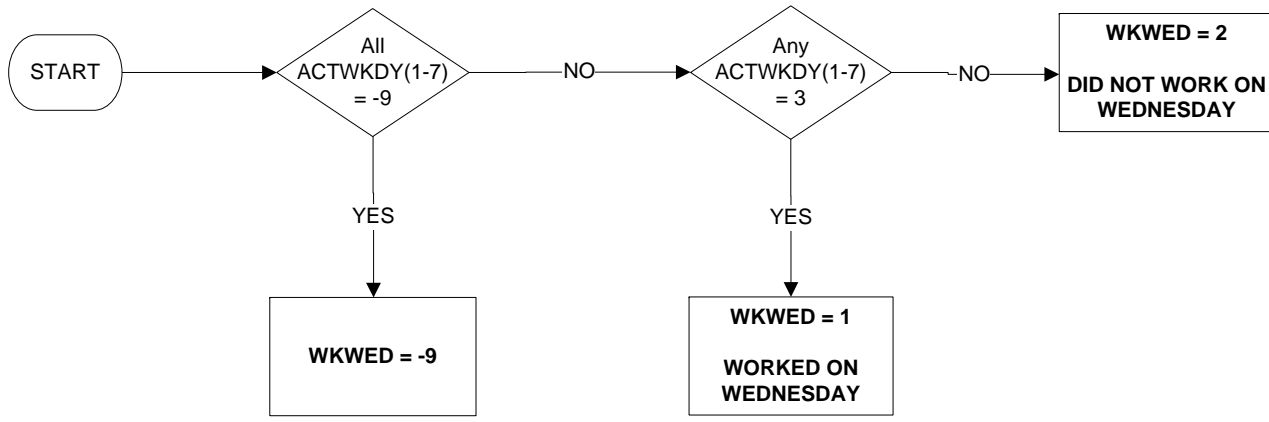 START
All
ACTWKDY(1-7)
= -9
NO
Any
ACTWKDY(1-7)
= 3
NO
WKWED = 2
DID NOT WORK ON
WEDNESDAY
YES
YES
WKWED = -9
WKWED = 1
WORKED ON
WEDNESDAY